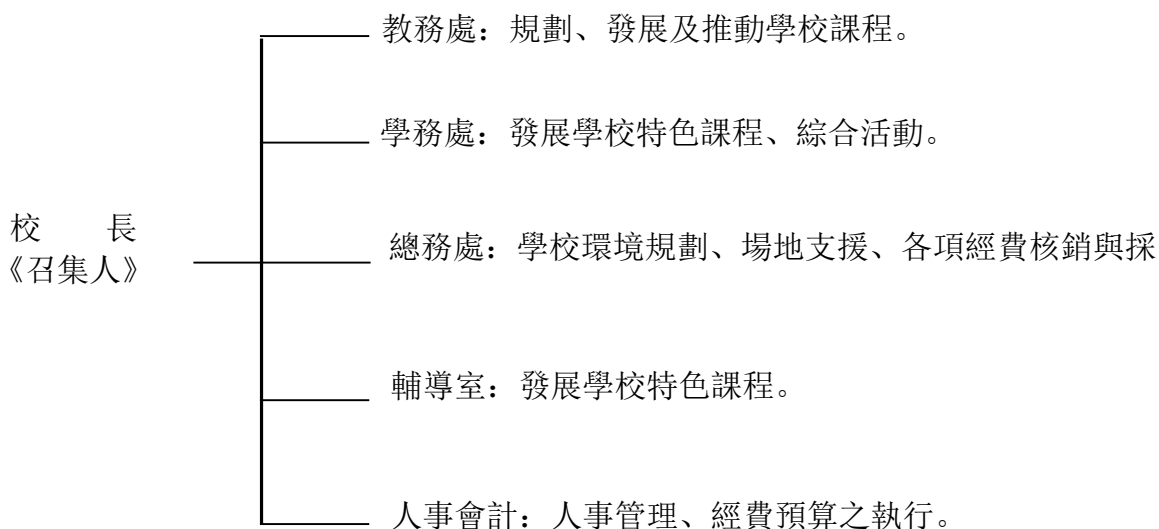 教務處：規劃、發展及推動學校課程。
學務處：發展學校特色課程、綜合活動。
校 長
《召集人》
總務處：學校環境規劃、場地支援、各項經費核銷與採
輔導室：發展學校特色課程。
人事會計：人事管理、經費預算之執行。